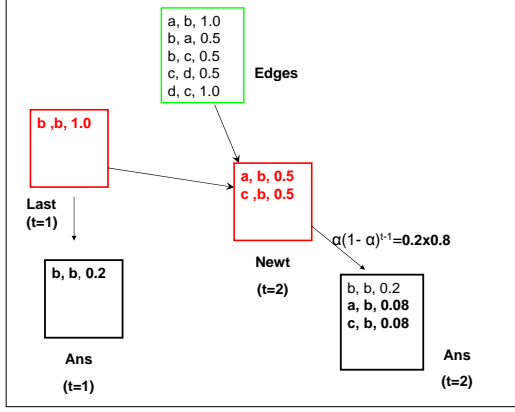 a, b, 1.0
b, a, 0.5
b, c, 0.5
c, d, 0.5
d, c, 1.0
Edges
b ,b, 1.0
Last
(t=1)
a, b, 0.5
c ,b, 0.5
Newt
(t=2)
α(1- α)ᵗ⁻¹=0.2x0.8
b, b, 0.2
Ans
(t=1)
b, b, 0.2
a, b, 0.08
c, b, 0.08
Ans
(t=2)